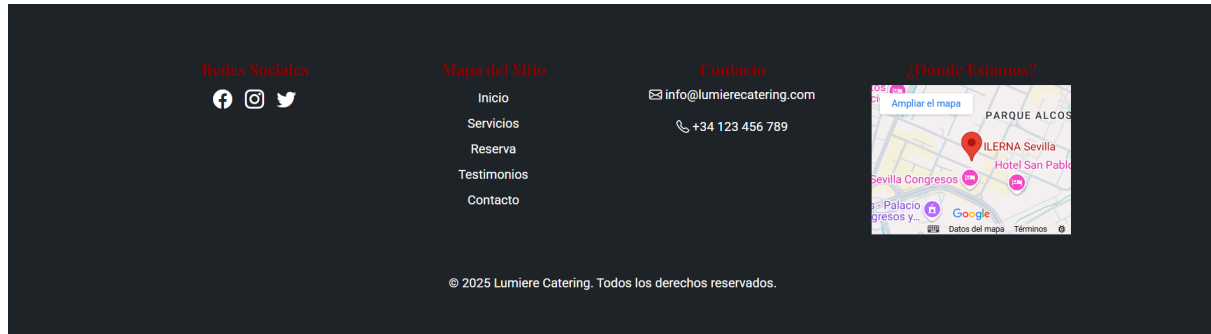 Redes Sociales
Mapa del Sitio
Inicio
Servicios
Reserva
Testimonios
Contacto
Contacto
info@lumierecatering.com
+34 123 456 789
¿Dónde Estamos?
Ampliar el mapa
PARQUE ALCOS
ILERNA Sevilla
Hotel San Pablo
Sevilla Congresos
s - Palacio
gresos y...
Google
Datos del mapa Términos
© 2025 Lumiere Catering. Todos los derechos reservados.